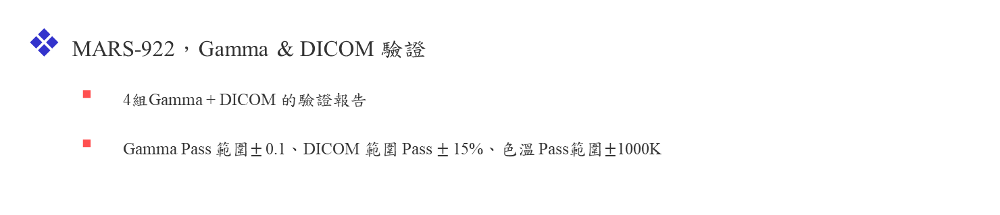 MARS-922，Gamma & DICOM 驗證
4組Gamma + DICOM 的驗證報告
Gamma Pass 範圍± 0.1、DICOM 範圍 Pass ± 15%、色溫 Pass範圍±1000K